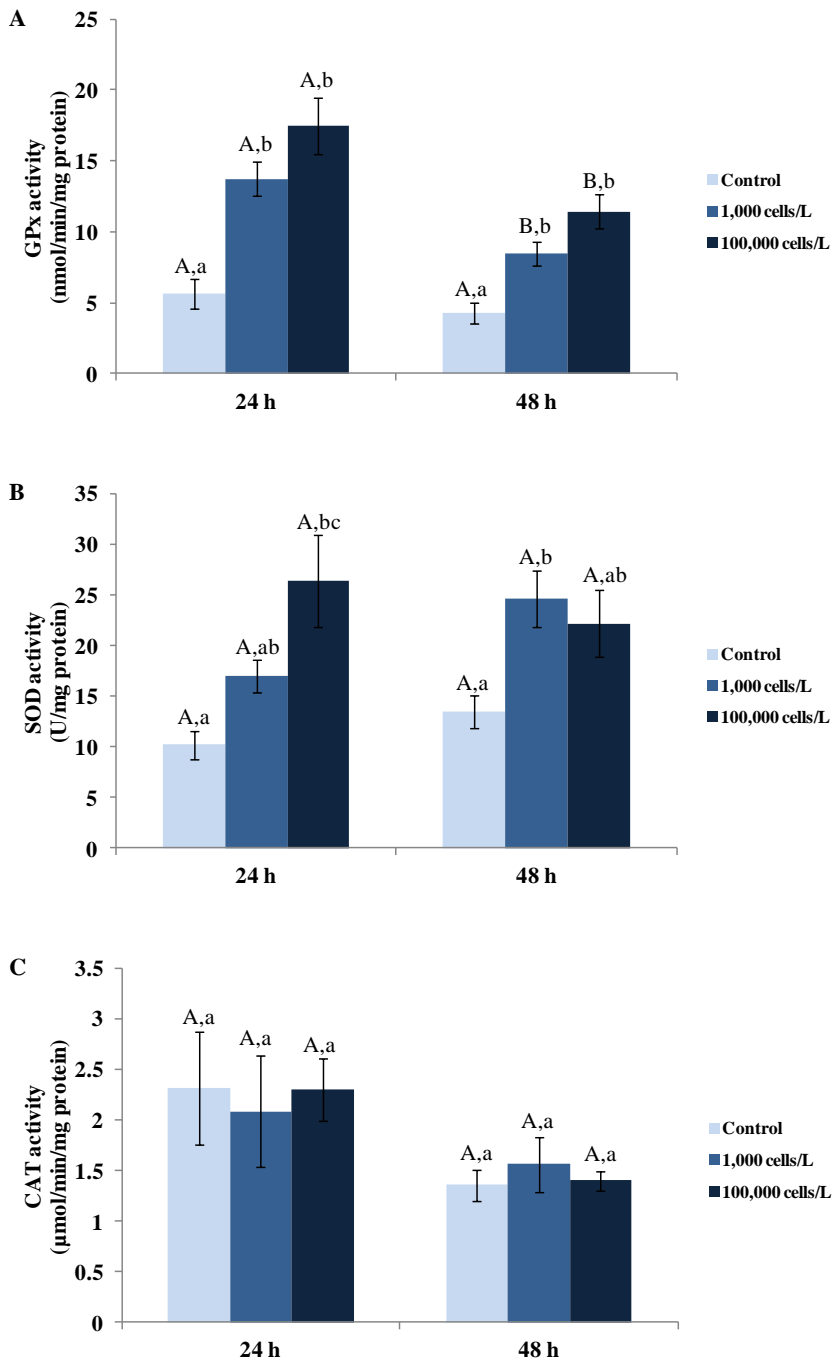 A
GPx activity
(nmol/min/mg protein)
25
20
15
10
5
0
A,a
A,b
A,b
A,a
B,b
B,b
24 h
48 h
Control
1,000 cells/L
100,000 cells/L
B
SOD activity
(U/mg protein)
35
30
25
20
15
10
5
0
A,a
A,ab
A,bc
A,a
A,b
A,ab
24 h
48 h
Control
1,000 cells/L
100,000 cells/L
C
CAT activity
(µmol/min/mg protein)
3.5
3
2.5
2
1.5
1
0.5
0
A,a
A,a
A,a
A,a
A,a
A,a
24 h
48 h
Control
1,000 cells/L
100,000 cells/L